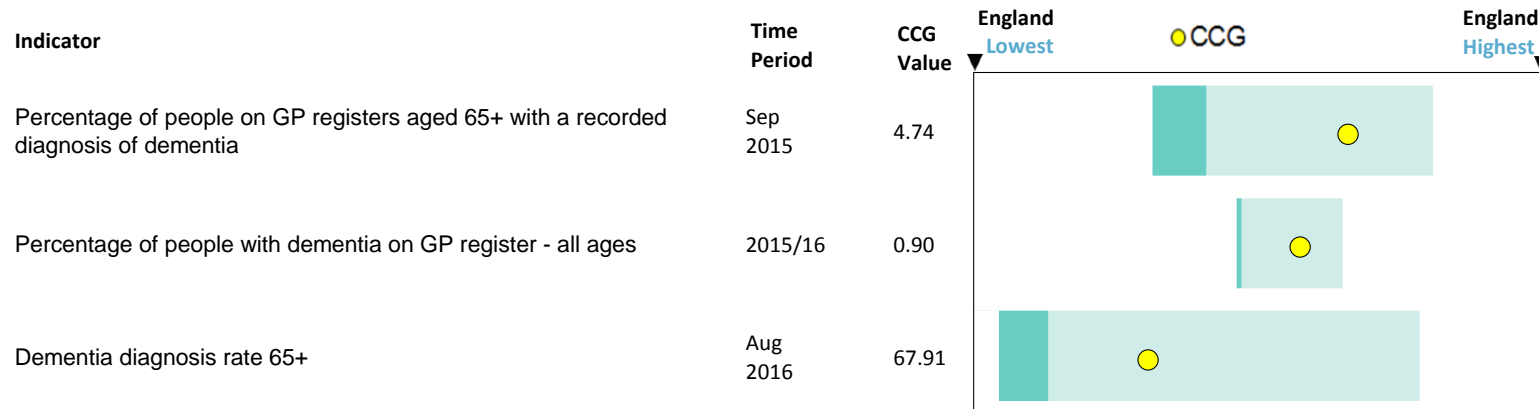 Indicator
Time
Period
CCG
Value
England
Lowest
CCG
England
Highest
Percentage of people on GP registers aged 65+ with a recorded
diagnosis of dementia
Sep
2015
4.74
Percentage of people with dementia on GP register - all ages
2015/16
0.90
Dementia diagnosis rate 65+
Aug
2016
67.91